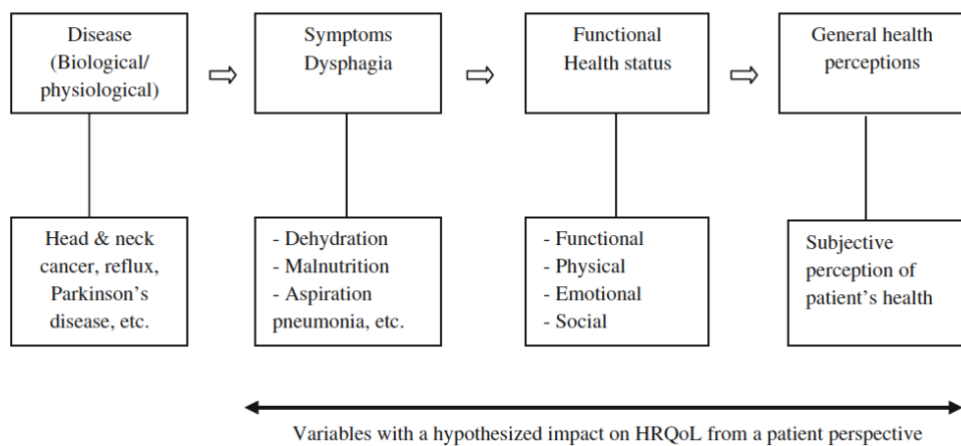 Disease
(Biological/
physiological)
Symptoms
Dysphagia
Functional
Health status
General health
perceptions
Head & neck
cancer, reflux,
Parkinson's
disease, etc.
- Dehydration
- Malnutrition
- Aspiration
pneumonia, etc.
- Functional
- Physical
- Emotional
- Social
Subjective
perception of
patient's health
Variables with a hypothesized impact on HRQoL from a patient perspective